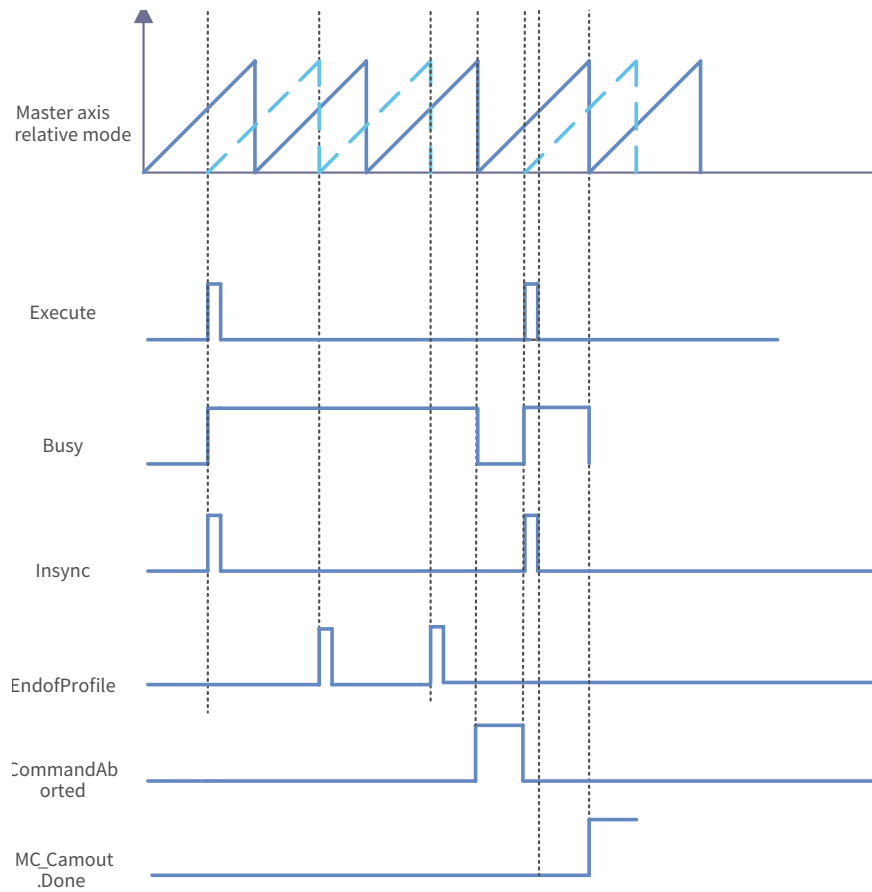 Master axis
relative mode
Execute
Busy
Insync
EndofProfile
CommandAb
orted
MC_Camout
.Done